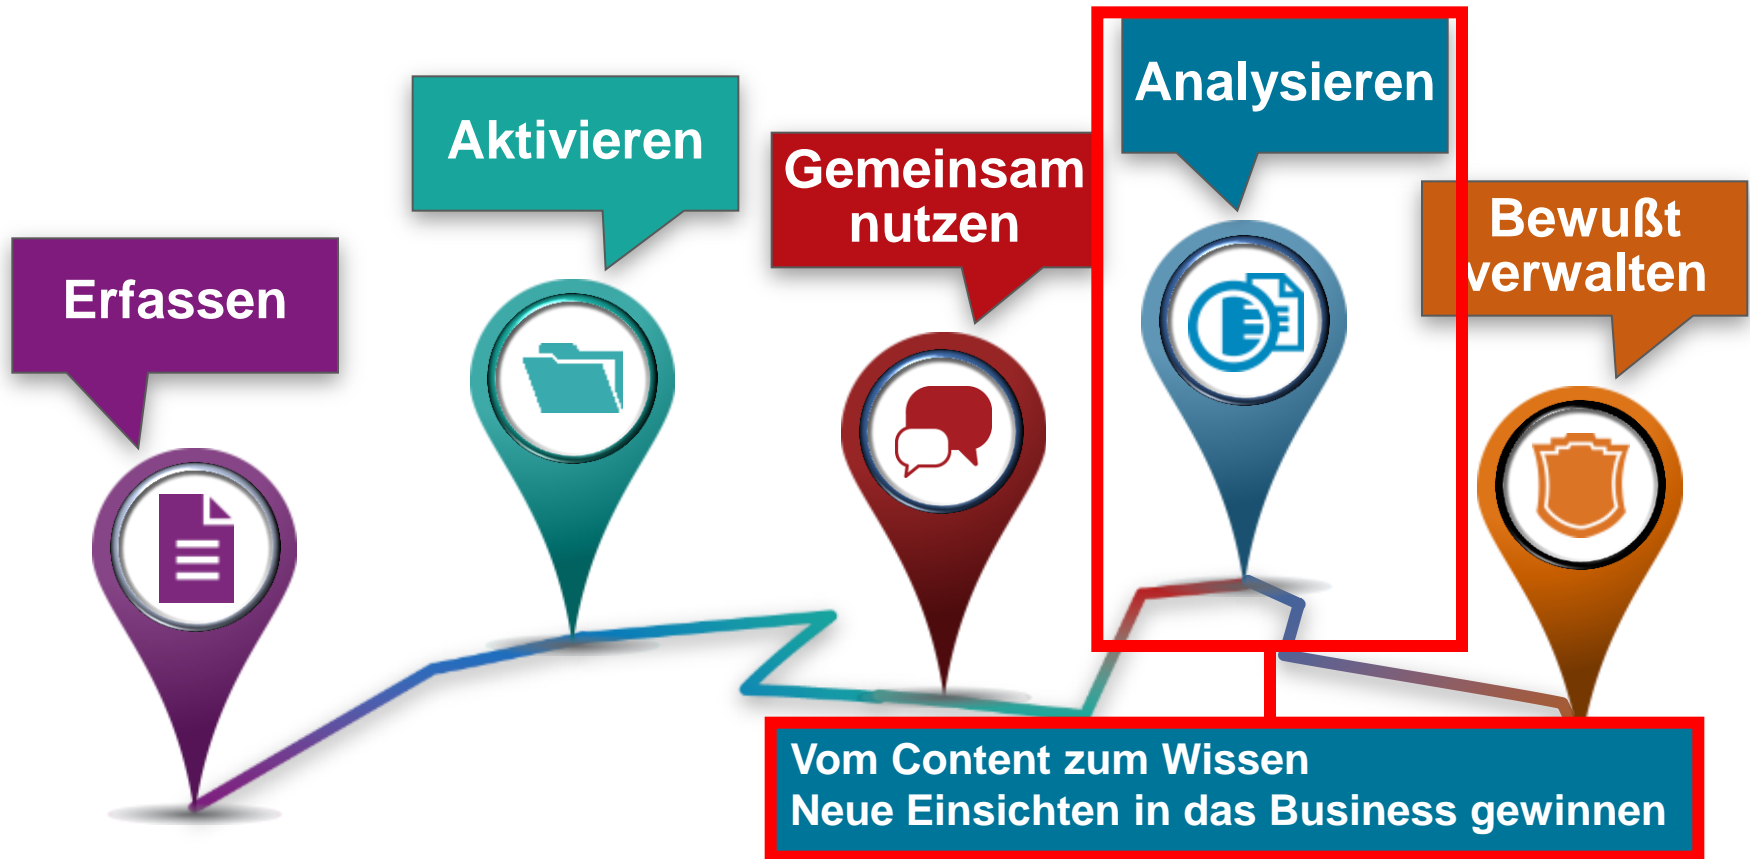 Erfassen
Aktivieren
Gemeinsam
nutzen
Analysieren
Bewußt
verwalten
Vom Content zum Wissen
Neue Einsichten in das Business gewinnen